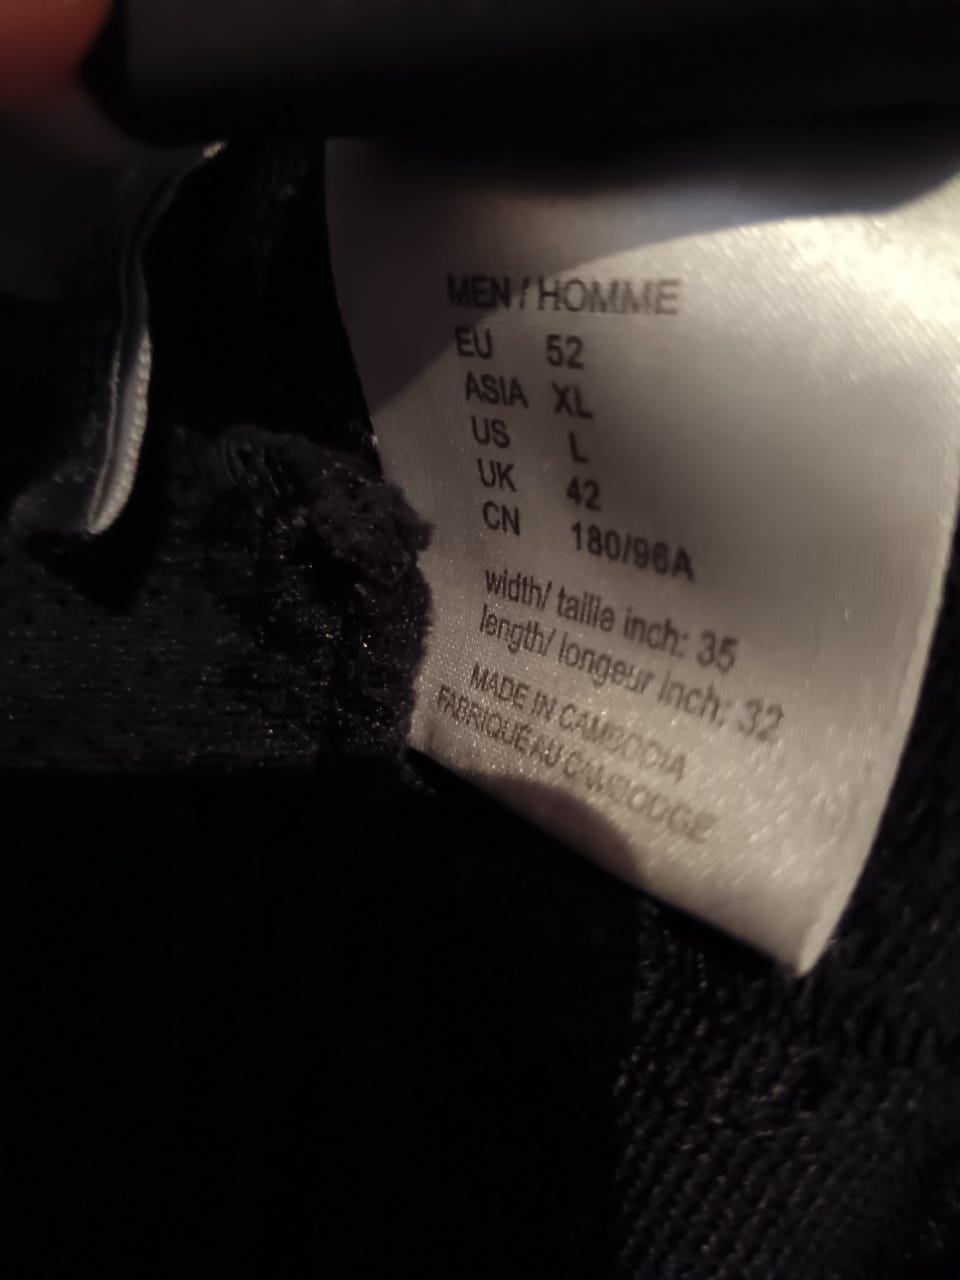 MEN / HOMME
EU 52
ASIA XL
US L
UK 42
CN 180/96A
width/ taille inch: 35
length/ longeur inch: 32
MADE IN CAMBODIA
FABRIQUÉ AU CAMBODGE